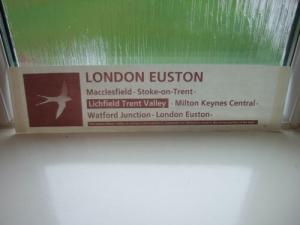 LONDON EUSTON
Macclesfield - Stoke-on-Trent -
Lichfield Trent Valley - Milton Keynes Central -
Watford Junction - London Euston -